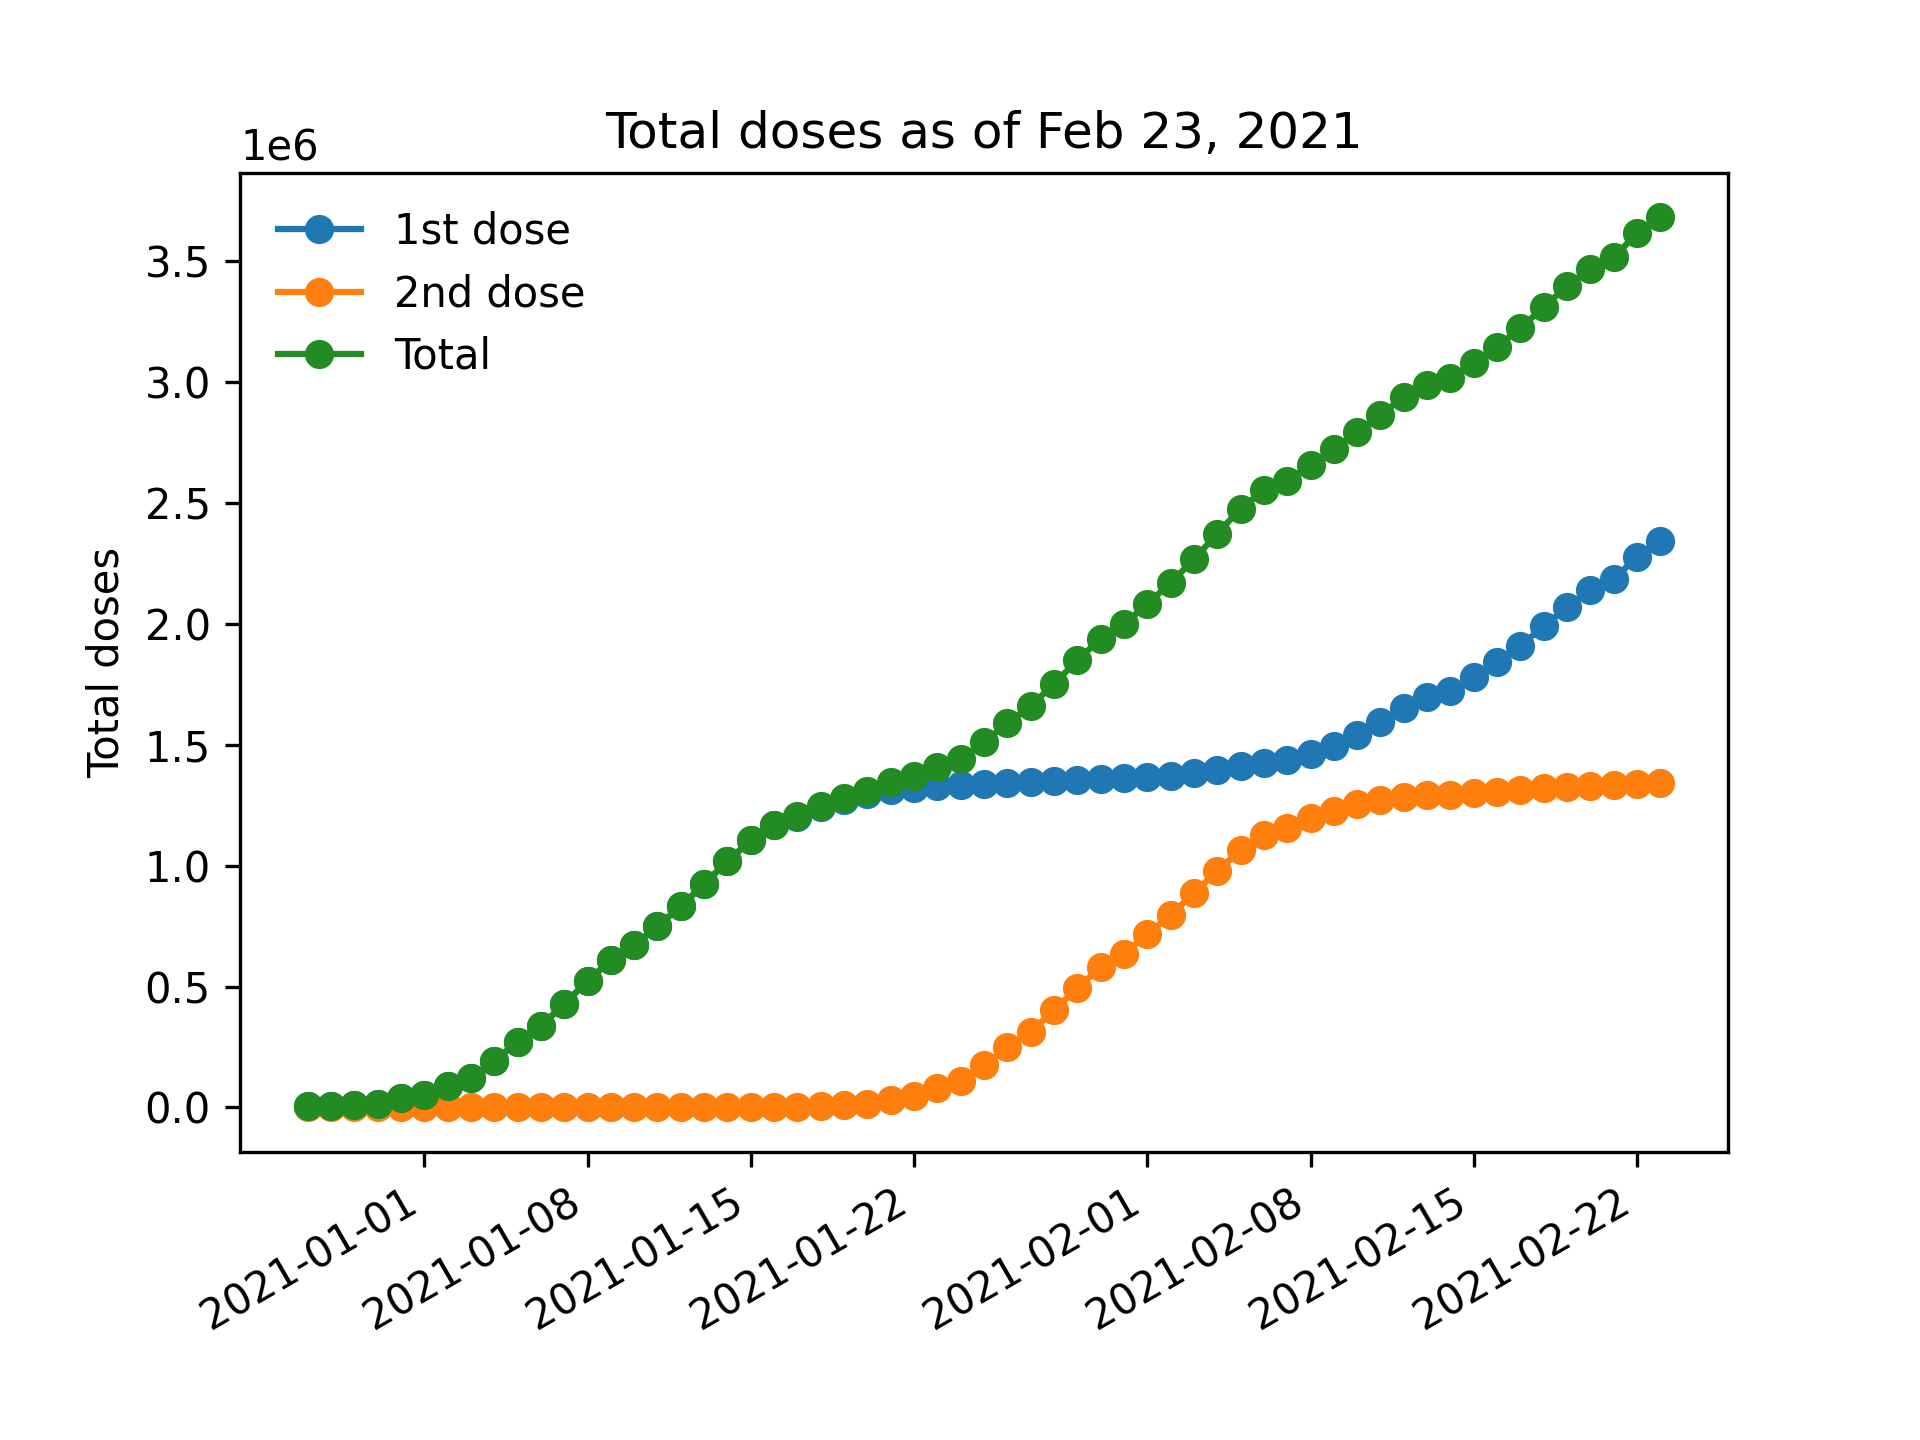 Total doses as of Feb 23, 2021
1e6
1st dose
2nd dose
Total
3.5
3.0
2.5
2.0
1.5
1.0
0.5
0.0
Total doses
2021-01-01
2021-01-08
2021-01-15
2021-01-22
2021-02-01
2021-02-08
2021-02-15
2021-02-22